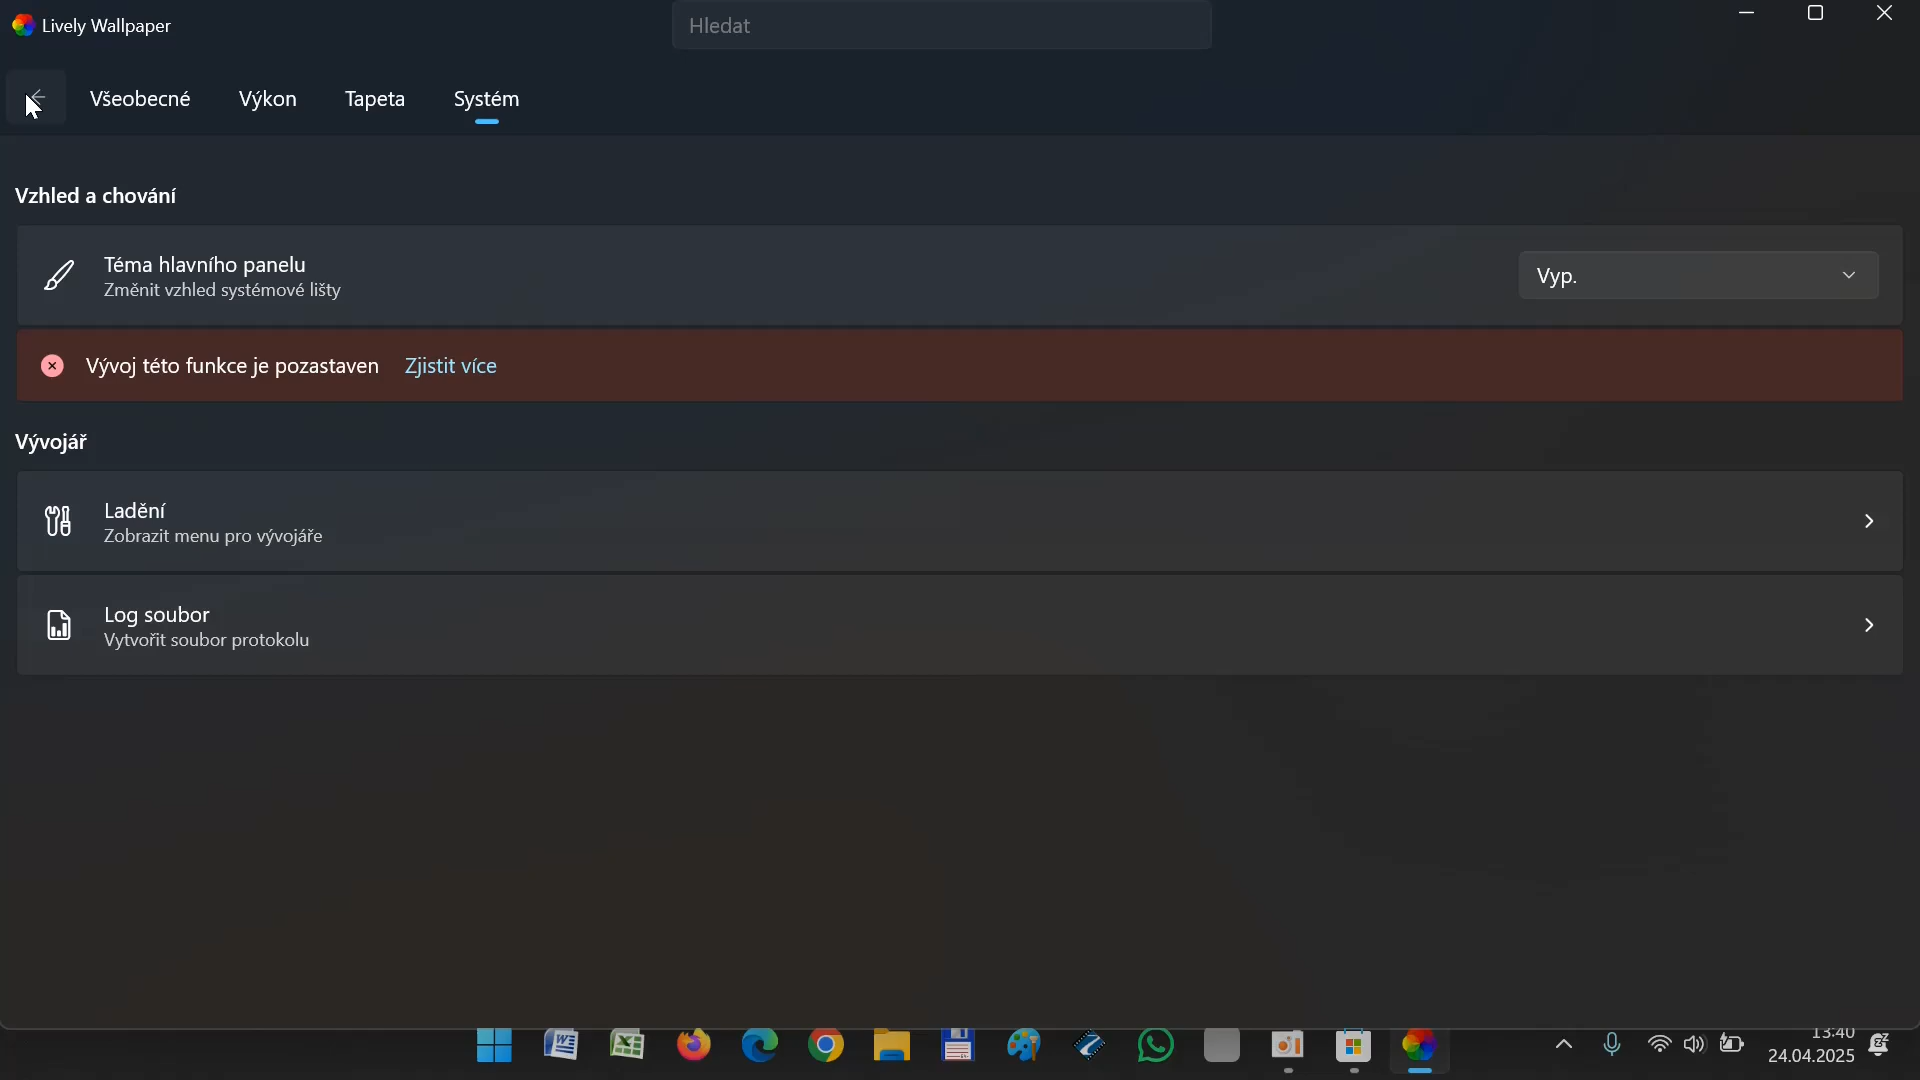 Lively Wallpaper
Hledat
Všeobecné
Výkon
Tapeta
Systém
Vzhled a chování
Téma hlavního panelu
Změnit vzhled systémové lišty
Vyp.
Vývoj této funkce je pozastaven Zjistit více
Vývojář
Ladění
Zobrazit menu pro vývojáře
Log soubor
Vytvořit soubor protokolu
13:40
24.04.2025